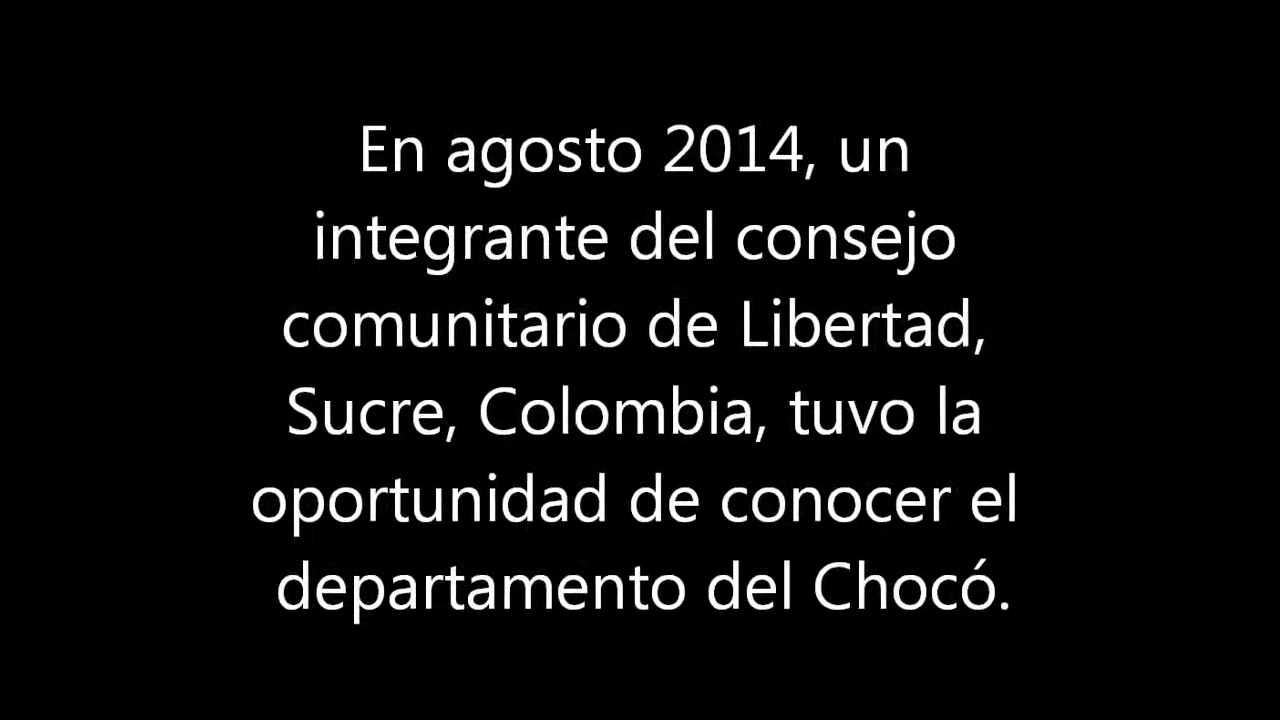 En agosto 2014, un
integrante del consejo
comunitario de Libertad,
Sucre, Colombia, tuvo la
oportunidad de conocer el
departamento del Chocó.